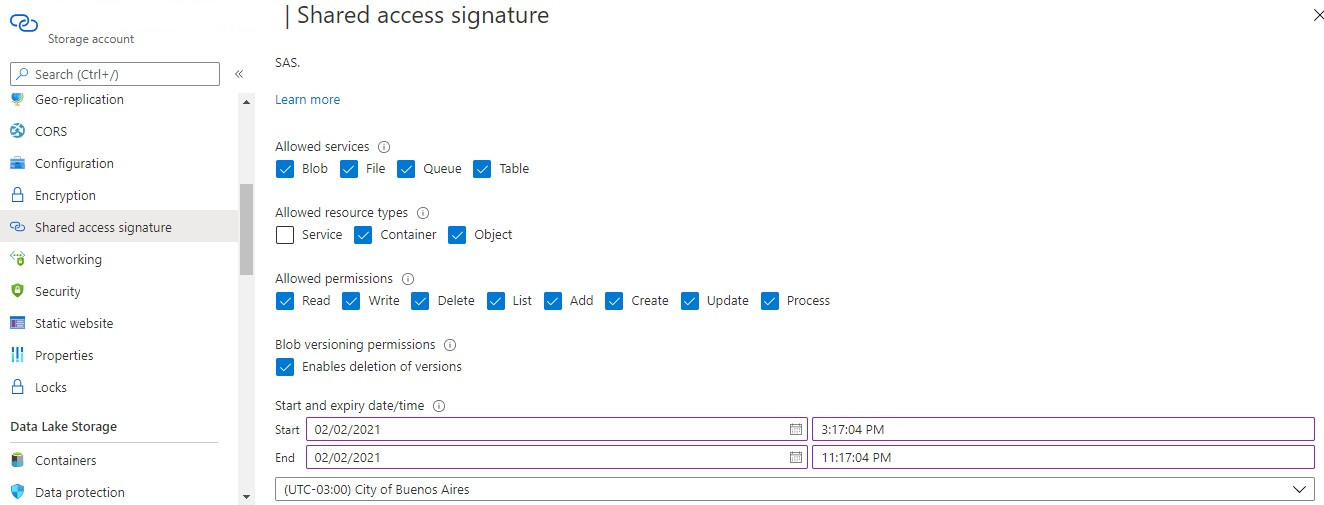 | Shared access signature
Storage account
Search (Ctrl+/)
«
Geo-replication
CORS
Configuration
Encryption
Shared access signature
Networking
Security
Static website
Properties
Locks
Data Lake Storage
Containers
Data protection
SAS.
Learn more
Allowed services
Blob File Queue Table
Allowed resource types
Service Container Object
Allowed permissions
Read Write Delete List Add Create Update Process
Blob versioning permissions
Enables deletion of versions
Start and expiry date/time
Start 02/02/2021 3:17:04 PM
End 02/02/2021 11:17:04 PM
(UTC-03:00) City of Buenos Aires